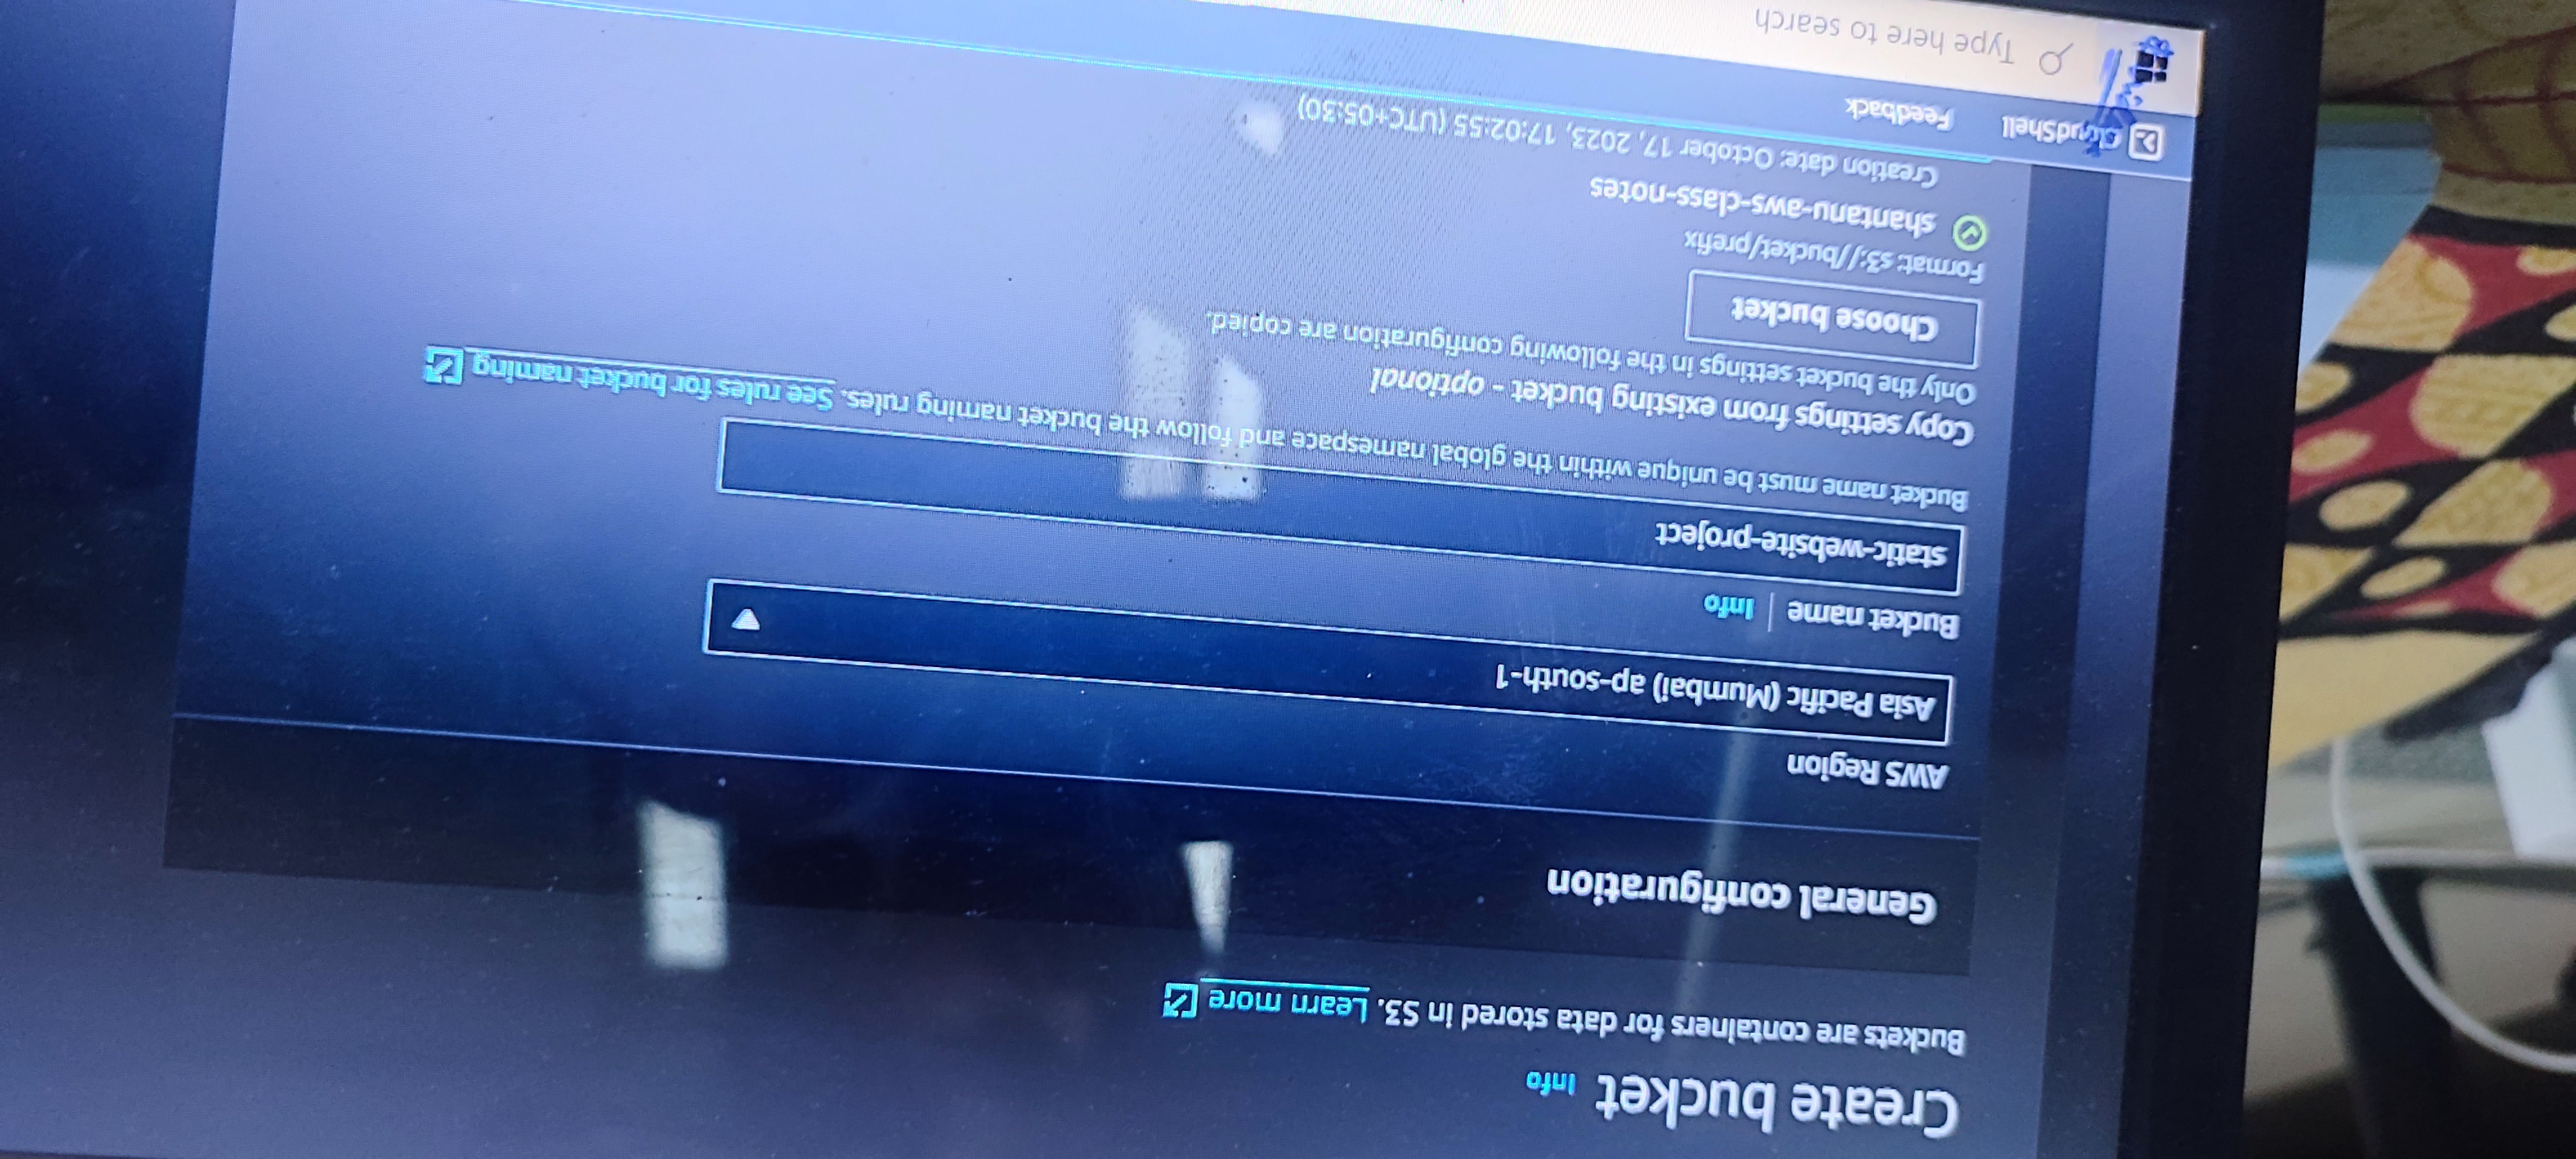 Create bucket Info
Buckets are containers for data stored in S3. Learn more
General configuration
AWS Region
Asia Pacific (Mumbai) ap-south-1
Bucket name | Info
static-website-project
Bucket name must be unique within the global namespace and follow the bucket naming rules. See rules for bucket naming
Copy settings from existing bucket - optional
Only the bucket settings in the following configuration are copied.
Choose bucket
Format: s3://bucket/prefix
shantanu-aws-class-notes
Creation date: October 17, 2023, 17:02:55 (UTC+05:30)
CloudShell Feedback
Type here to search